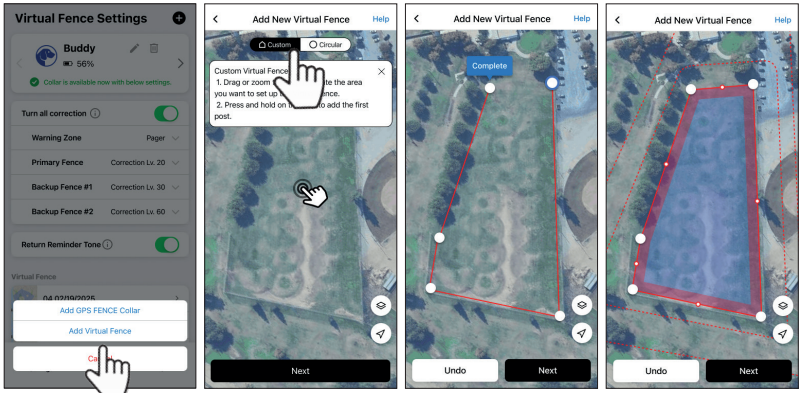 Virtual Fence Settings
Buddy
56%
Collar is available now with below settings.
Turn all correction
Warning Zone Pager
Primary Fence Correction Lv. 20
Backup Fence #1 Correction Lv. 30
Backup Fence #2 Correction Lv. 60
Return Reminder Tone
Virtual Fence
04 02/19/2025
Add GPS FENCE Collar
Add Virtual Fence
Add New Virtual Fence Help
Custom Circular
Custom Virtual Fence
1. Drag or zoom the area
you want to set up ence.
2. Press and hold on to add the first
post.
Next
Add New Virtual Fence Help
Complete
Undo Next
Add New Virtual Fence Help
Undo Next